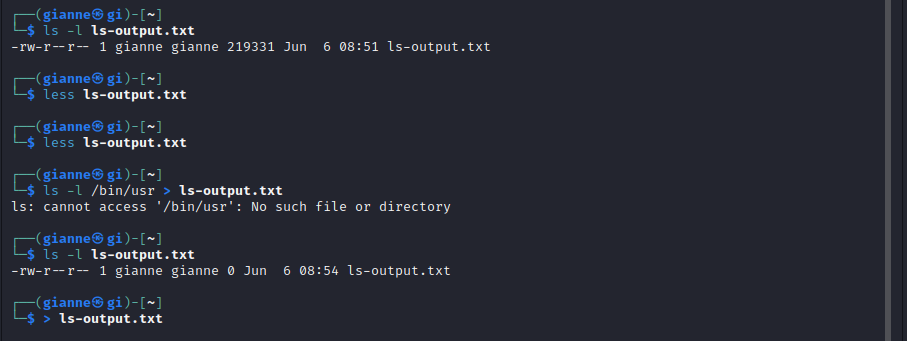 ┌──(gianne㉿gi)-[~]
└─$ ls -l ls-output.txt
-rw-r--r-- 1 gianne gianne 219331 Jun  6 08:51 ls-output.txt
┌──(gianne㉿gi)-[~]
└─$ less ls-output.txt
┌──(gianne㉿gi)-[~]
└─$ less ls-output.txt
┌──(gianne㉿gi)-[~]
└─$ ls -l /bin/usr > ls-output.txt
ls: cannot access '/bin/usr': No such file or directory
┌──(gianne㉿gi)-[~]
└─$ ls -l ls-output.txt
-rw-r--r-- 1 gianne gianne 0 Jun  6 08:54 ls-output.txt
┌──(gianne㉿gi)-[~]
└─$ > ls-output.txt